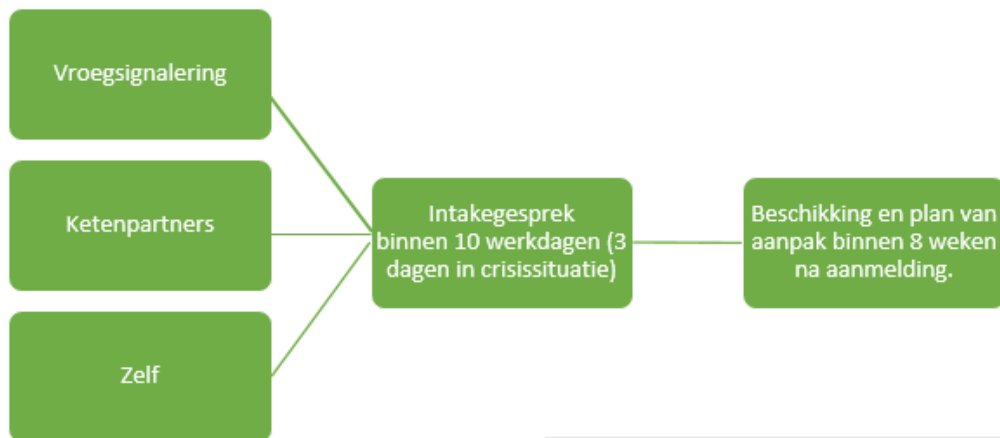 Vroegsignalering
Ketenpartners
Zelf
Intakegesprek
binnen 10 werkdagen (3
dagen in crisissituatie)
Beschikking en plan van
aanpak binnen 8 weken
na aanmelding.